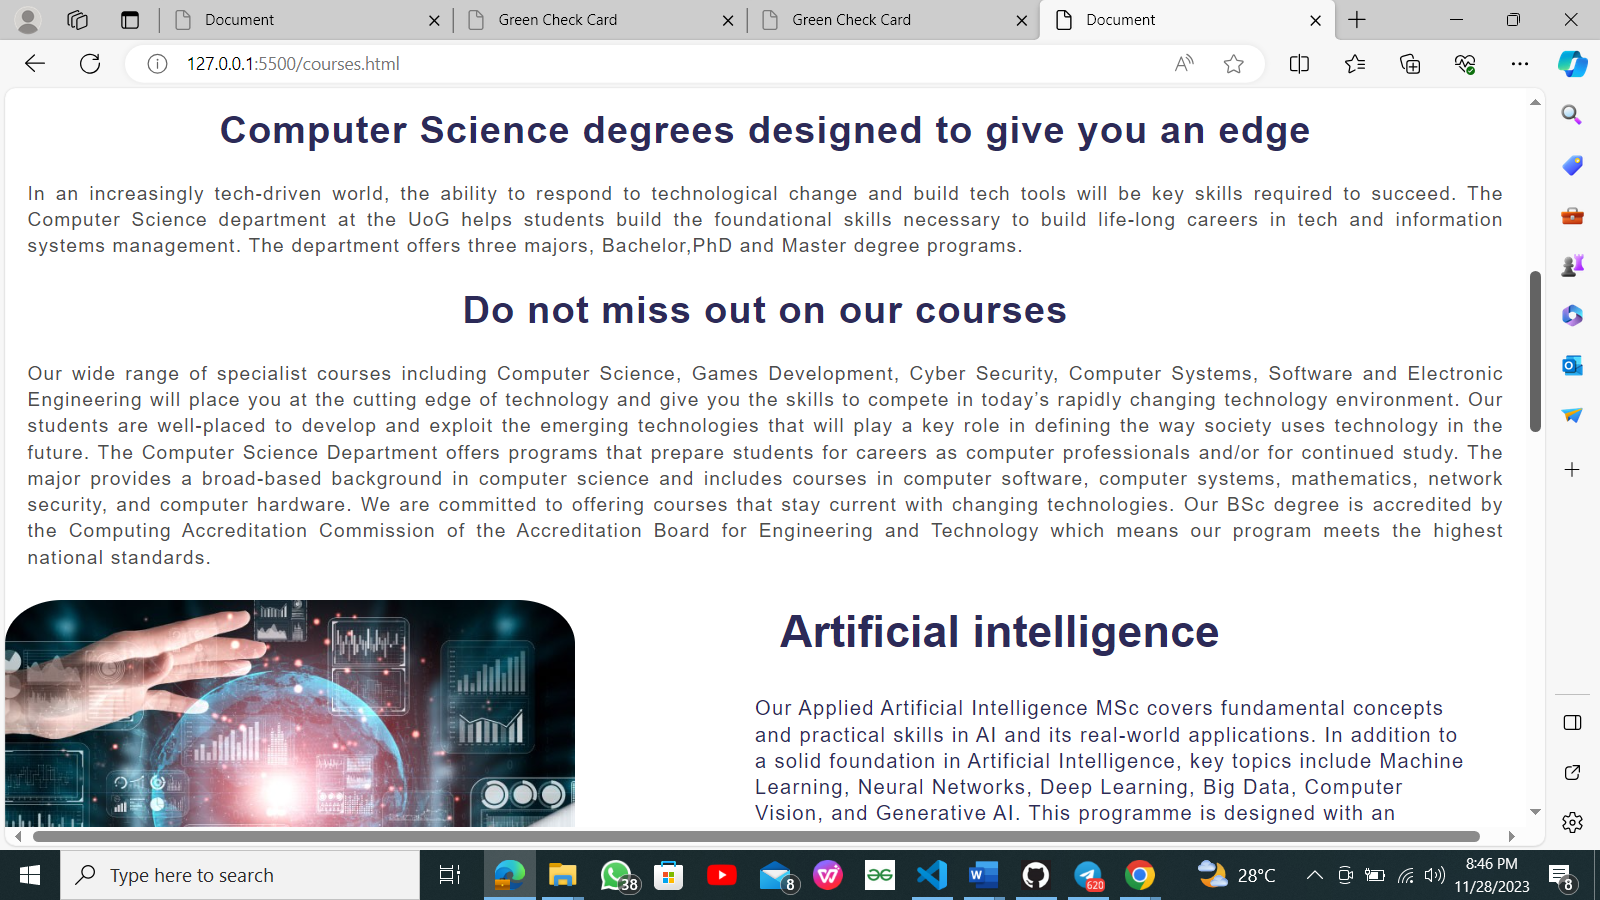 Document
Green Check Card
Green Check Card
Document
127.0.0.1:5500/courses.html
Computer Science degrees designed to give you an edge
In an increasingly tech-driven world, the ability to respond to technological change and build tech tools will be key skills required to succeed. The
Computer Science department at the UoG helps students build the foundational skills necessary to build life-long careers in tech and information
systems management. The department offers three majors, Bachelor,PhD and Master degree programs.
Do not miss out on our courses
Our wide range of specialist courses including Computer Science, Games Development, Cyber Security, Computer Systems, Software and Electronic
Engineering will place you at the cutting edge of technology and give you the skills to compete in today’s rapidly changing technology environment. Our
students are well-placed to develop and exploit the emerging technologies that will play a key role in defining the way society uses technology in the
future. The Computer Science Department offers programs that prepare students for careers as computer professionals and/or for continued study. The
major provides a broad-based background in computer science and includes courses in computer software, computer systems, mathematics, network
security, and computer hardware. We are committed to offering courses that stay current with changing technologies. Our BSc degree is accredited by
the Computing Accreditation Commission of the Accreditation Board for Engineering and Technology which means our program meets the highest
national standards.
Artificial intelligence
Our Applied Artificial Intelligence MSc covers fundamental concepts
and practical skills in AI and its real-world applications. In addition to
a solid foundation in Artificial Intelligence, key topics include Machine
Learning, Neural Networks, Deep Learning, Big Data, Computer
Vision, and Generative AI. This programme is designed with an
Type here to search
38
8
620
28°C
8:46 PM
11/28/2023
8